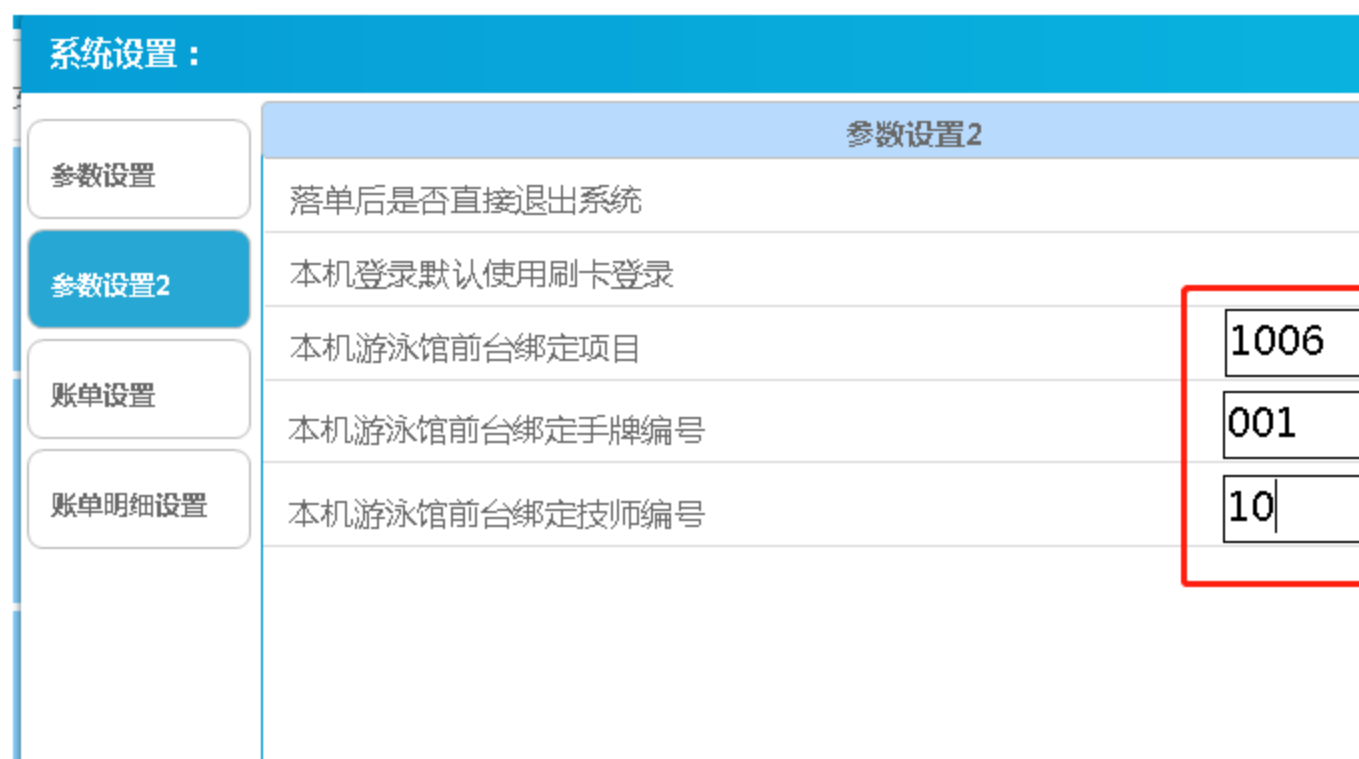 系统设置：
参数设置
参数设置2
账单设置
账单明细设置
参数设置2
落单后是否直接退出系统
本机登录默认使用刷卡登录
本机游泳馆前台绑定项目
1006
本机游泳馆前台绑定手牌编号
001
本机游泳馆前台绑定技师编号
10